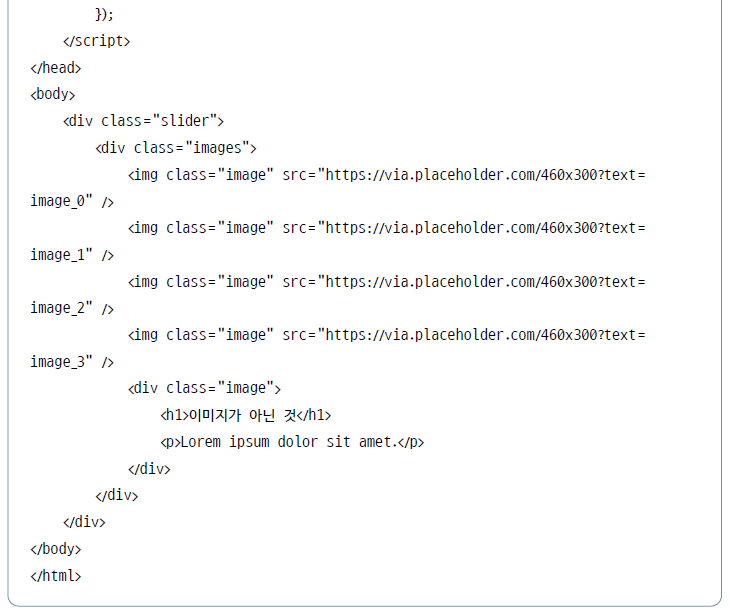 });
    </script>
</head>
<body>
    <div class="slider">
        <div class="images">
            <img class="image" src="https://via.placeholder.com/460x300?text=
image_0" />
            <img class="image" src="https://via.placeholder.com/460x300?text=
image_1" />
            <img class="image" src="https://via.placeholder.com/460x300?text=
image_2" />
            <img class="image" src="https://via.placeholder.com/460x300?text=
image_3" />
            <div class="image">
                <h1>이미지가 아닌 것</h1>
                <p>Lorem ipsum dolor sit amet.</p>
            </div>
        </div>
    </div>
</body>
</html>